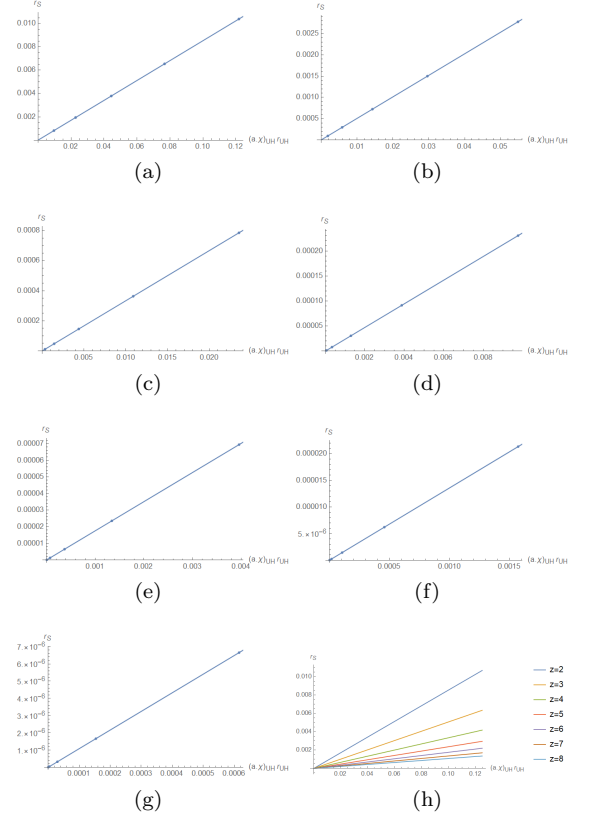 r_S
r_S
0.010
0.008
0.006
0.004
0.002
0.02 0.04 0.06 0.08 0.10 0.12
(a.χ)_UH r_UH
0.0025
0.0020
0.0015
0.0010
0.0005
0.01 0.02 0.03 0.04 0.05
(a.χ)_UH r_UH
(a) (b)
r_S
r_S
0.0008
0.0006
0.0004
0.0002
0.005 0.010 0.015 0.020
(a.χ)_UH r_UH
0.00020
0.00015
0.00010
0.00005
0.002 0.004 0.006 0.008
(a.χ)_UH r_UH
(c) (d)
r_S
r_S
0.00007
0.00006
0.00005
0.00004
0.00003
0.00002
0.00001
0.001 0.002 0.003 0.004
(a.χ)_UH r_UH
0.000020
0.000015
0.000010
5.×10⁻⁶
0.0005 0.0010 0.0015
(a.χ)_UH r_UH
(e) (f)
r_S
r_S
7.×10⁻⁶
6.×10⁻⁶
5.×10⁻⁶
4.×10⁻⁶
3.×10⁻⁶
2.×10⁻⁶
1.×10⁻⁶
0.0001 0.0002 0.0003 0.0004 0.0005 0.0006
(a.χ)_UH r_UH
0.010
0.008
0.006
0.004
0.002
0.02 0.04 0.06 0.08 0.10 0.12
(a.χ)_UH r_UH
z=2
z=3
z=4
z=5
z=6
z=7
z=8
(g) (h)